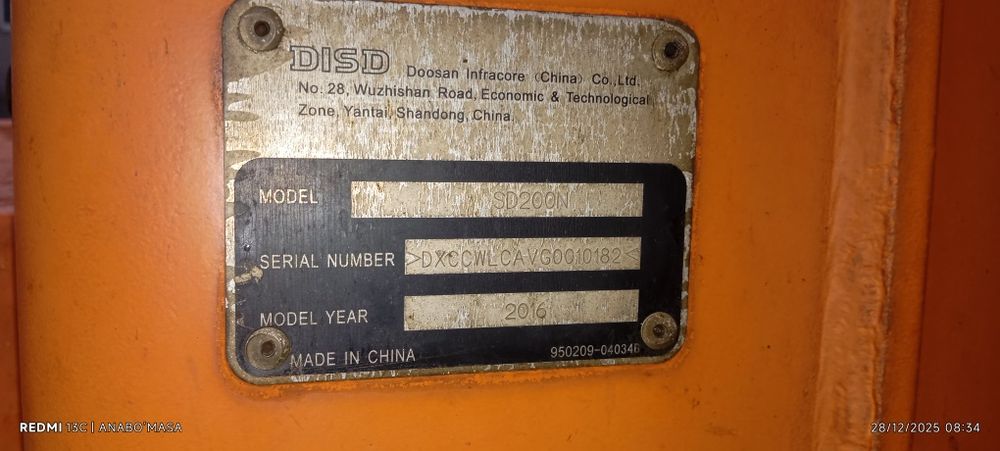 DISD Doosan Infracore (China) Co.,Ltd.
No. 28, Wuzhishan Road, Economic & Technological
Zone, Yantai, Shandong, China.
MODEL SD200N
SERIAL NUMBER >DXCCWLCAVG0010182<
MODEL YEAR 2016
MADE IN CHINA 950209-04034B
REDMI 13C | ANABO~MASA 28/12/2025 08:34